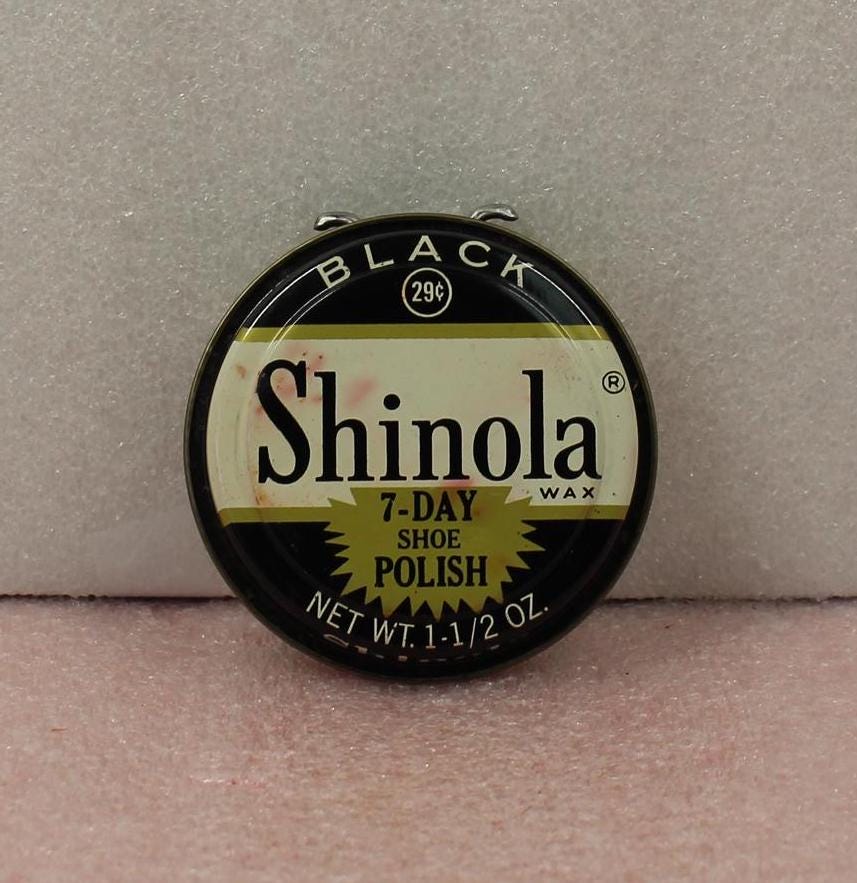 BLACK
29¢
Shinola®
WAX
7-DAY
SHOE
POLISH
NET WT. 1-1/2 OZ.